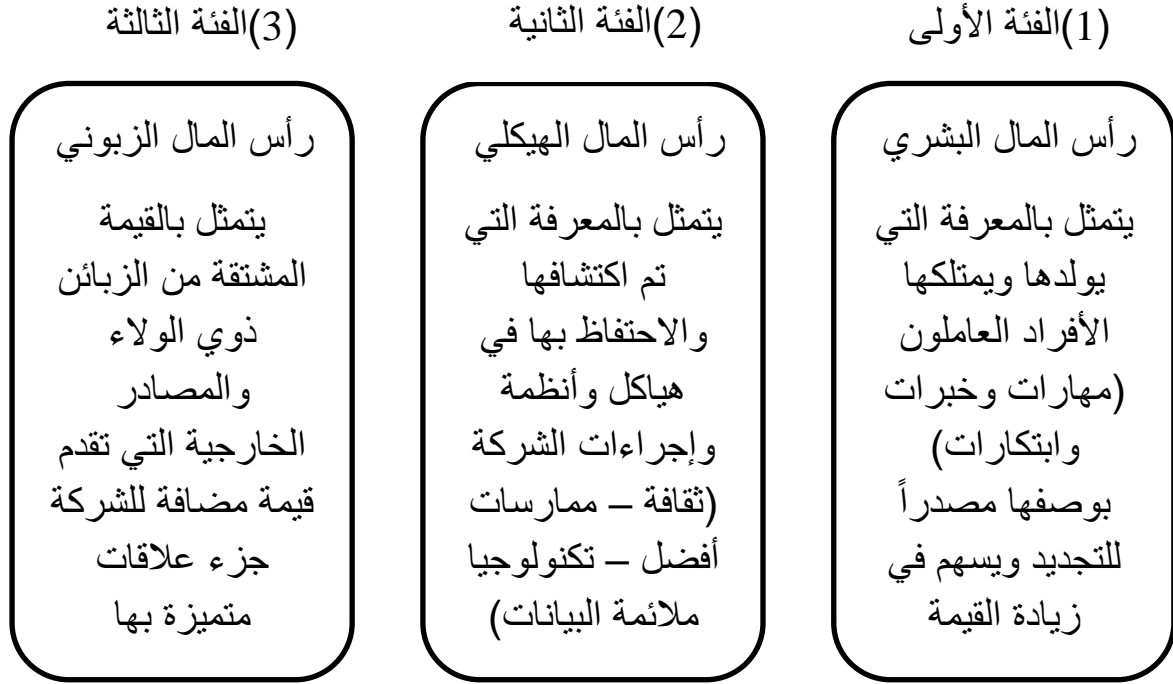 (1)الفئة الأولى
رأس المال البشري
يتمثل بالمعرفة التي
يولدها ويمتلكها
الأفراد العاملون
(مهارات وخبرات
وابتكارات)
بوصفها مصدراً
للتجديد ويسهم في
زيادة القيمة
(2)الفئة الثانية
رأس المال الهيكلي
يتمثل بالمعرفة التي
تم اكتشافها
والاحتفاظ بها في
هياكل وأنظمة
وإجراءات الشركة
(ثقافة – ممارسات
أفضل – تكنولوجيا
ملائمة البيانات)
(3)الفئة الثالثة
رأس المال الزبوني
يتمثل بالقيمة
المشتقة من الزبائن
ذوي الولاء
والمصادر
الخارجية التي تقدم
قيمة مضافة للشركة
جزء علاقات
متميزة بها